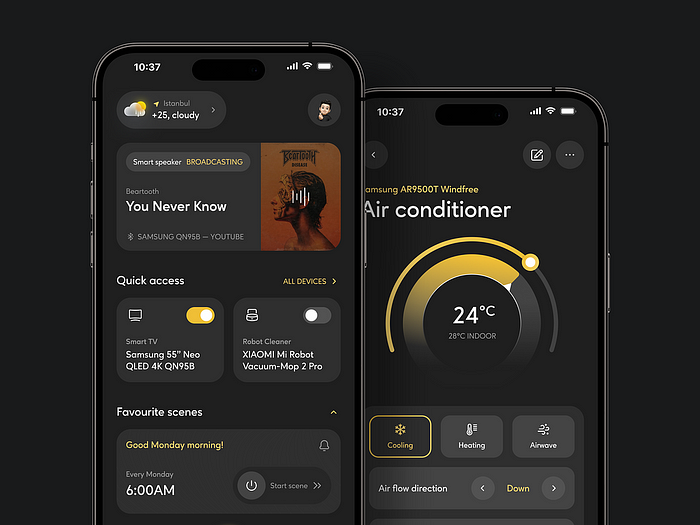 10:37
Istanbul
+25, cloudy
Smart speaker BROADCASTING
Beartooth
You Never Know
SAMSUNG QN95B — YOUTUBE
BEARTOOTH
DISEASE
Quick access
ALL DEVICES
Smart TV
Samsung 55" Neo
QLED 4K QN95B
Robot Cleaner
XIAOMI Mi Robot
Vacuum-Mop 2 Pro
Favourite scenes
Good Monday morning!
Every Monday
6:00AM
Start scene
10:37
amsung AR9500T Windfree
Air conditioner
24°C
28°C INDOOR
Cooling
Heating
Airwave
Air flow direction
Down